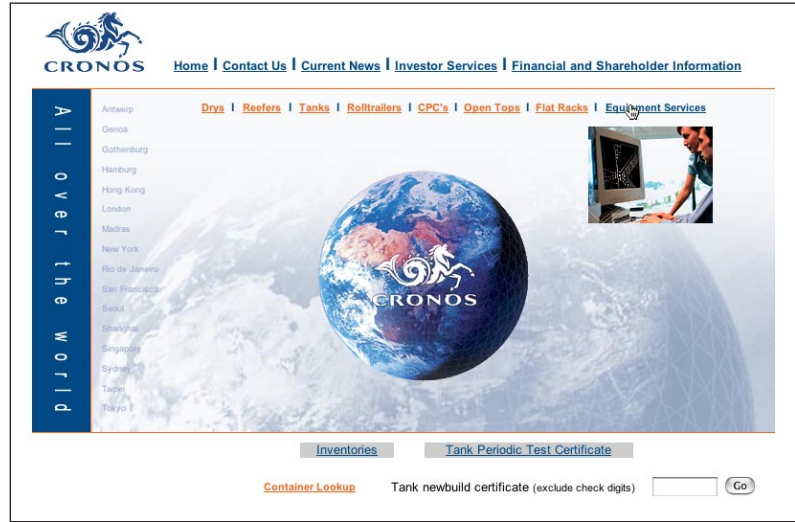 CRONOS
Home | Contact Us | Current News | Investor Services | Financial and Shareholder Information
All over the world
Drys | Reefers | Tanks | Rolltrailers | CPC's | Open Tops | Flat Racks | Equipment Services
Antwerp
Genoa
Gothenburg
Hamburg
Hong Kong
London
Madras
New York
Rio de Janeiro
San Francisco
Seoul
Shanghai
Singapore
Sydney
Taipei
Tokyo
CRONOS
Inventories
Tank Periodic Test Certificate
Container Lookup
Tank newbuild certificate (exclude check digits)
Go